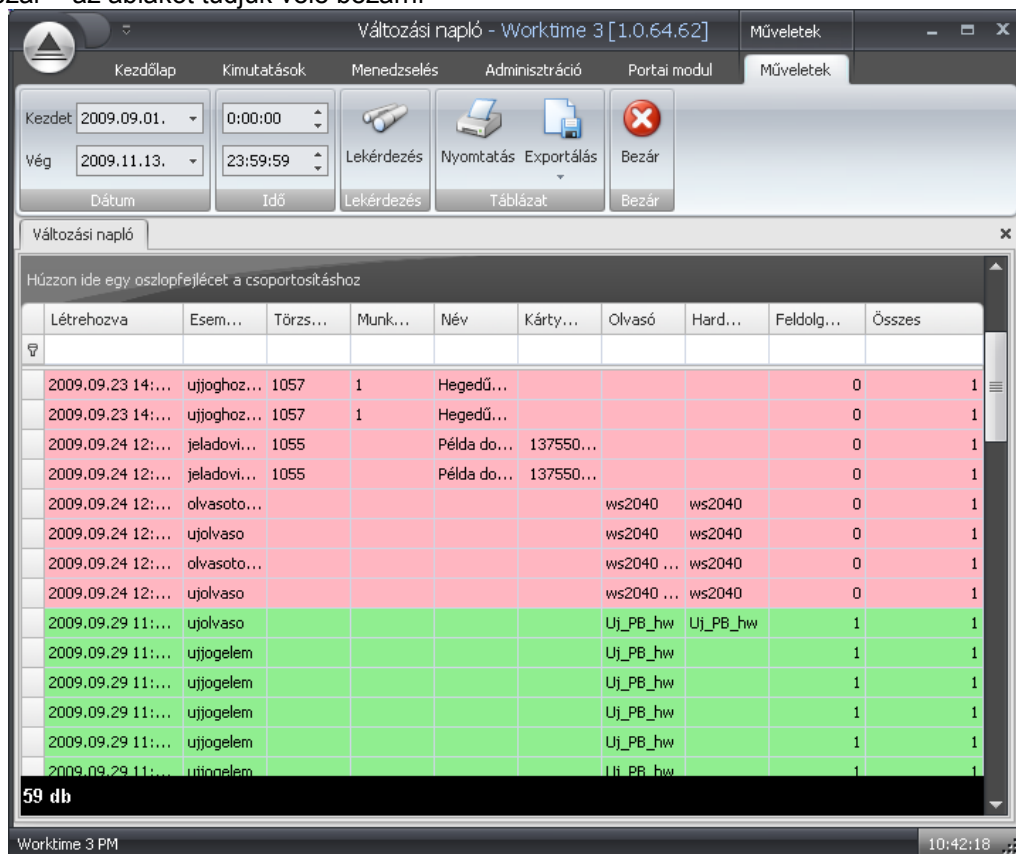 az ablakot tudjuk vele bezárni
Változási napló - Worktime 3 [1.0.64.62] Műveletek
Kezdőlap Kimutatások Menedzselés Adminisztráció Portai modul Műveletek
Kezdet 2009.09.01. 0:00:00
Vég 2009.11.13. 23:59:59 Lekérdezés Nyomtatás Exportálás Bezár
Dátum Idő Lekérdezés Táblázat Bezár
Változási napló
Húzzon ide egy oszlopfejlécet a csoportosításhoz
Létrehozva Esem... Törzs... Munk... Név Kárty... Olvasó Hard... Feldolg... Összes
2009.09.23 14:... ujjoghoz... 1057 1 Hegedű... 0 1
2009.09.23 14:... ujjoghoz... 1057 1 Hegedű... 0 1
2009.09.24 12:... jeladovi... 1055 Példa do... 137550... 0 1
2009.09.24 12:... jeladovi... 1055 Példa do... 137550... 0 1
2009.09.24 12:... olvasoto... ws2040 ws2040 0 1
2009.09.24 12:... ujolvaso ws2040 ws2040 0 1
2009.09.24 12:... olvasoto... ws2040 ... ws2040 0 1
2009.09.24 12:... ujolvaso ws2040 ... ws2040 0 1
2009.09.29 11:... ujolvaso Uj_PB_hw Uj_PB_hw 1 1
2009.09.29 11:... ujjogelem Uj_PB_hw 1 1
2009.09.29 11:... ujjogelem Uj_PB_hw 1 1
2009.09.29 11:... ujjogelem Uj_PB_hw 1 1
2009.09.29 11:... ujjogelem Uj_PB_hw 1 1
2009.09.29 11:... ujjogelem Uj_PB_hw 1 1
59 db
Worktime 3 PM 10:42:18